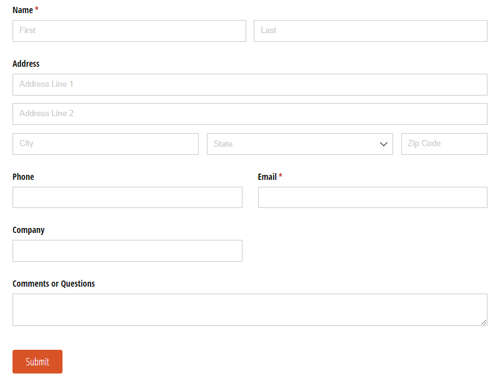 Name *
First Last
Address
Address Line 1
Address Line 2
City State Zip Code
Phone Email *
Company
Comments or Questions
Submit